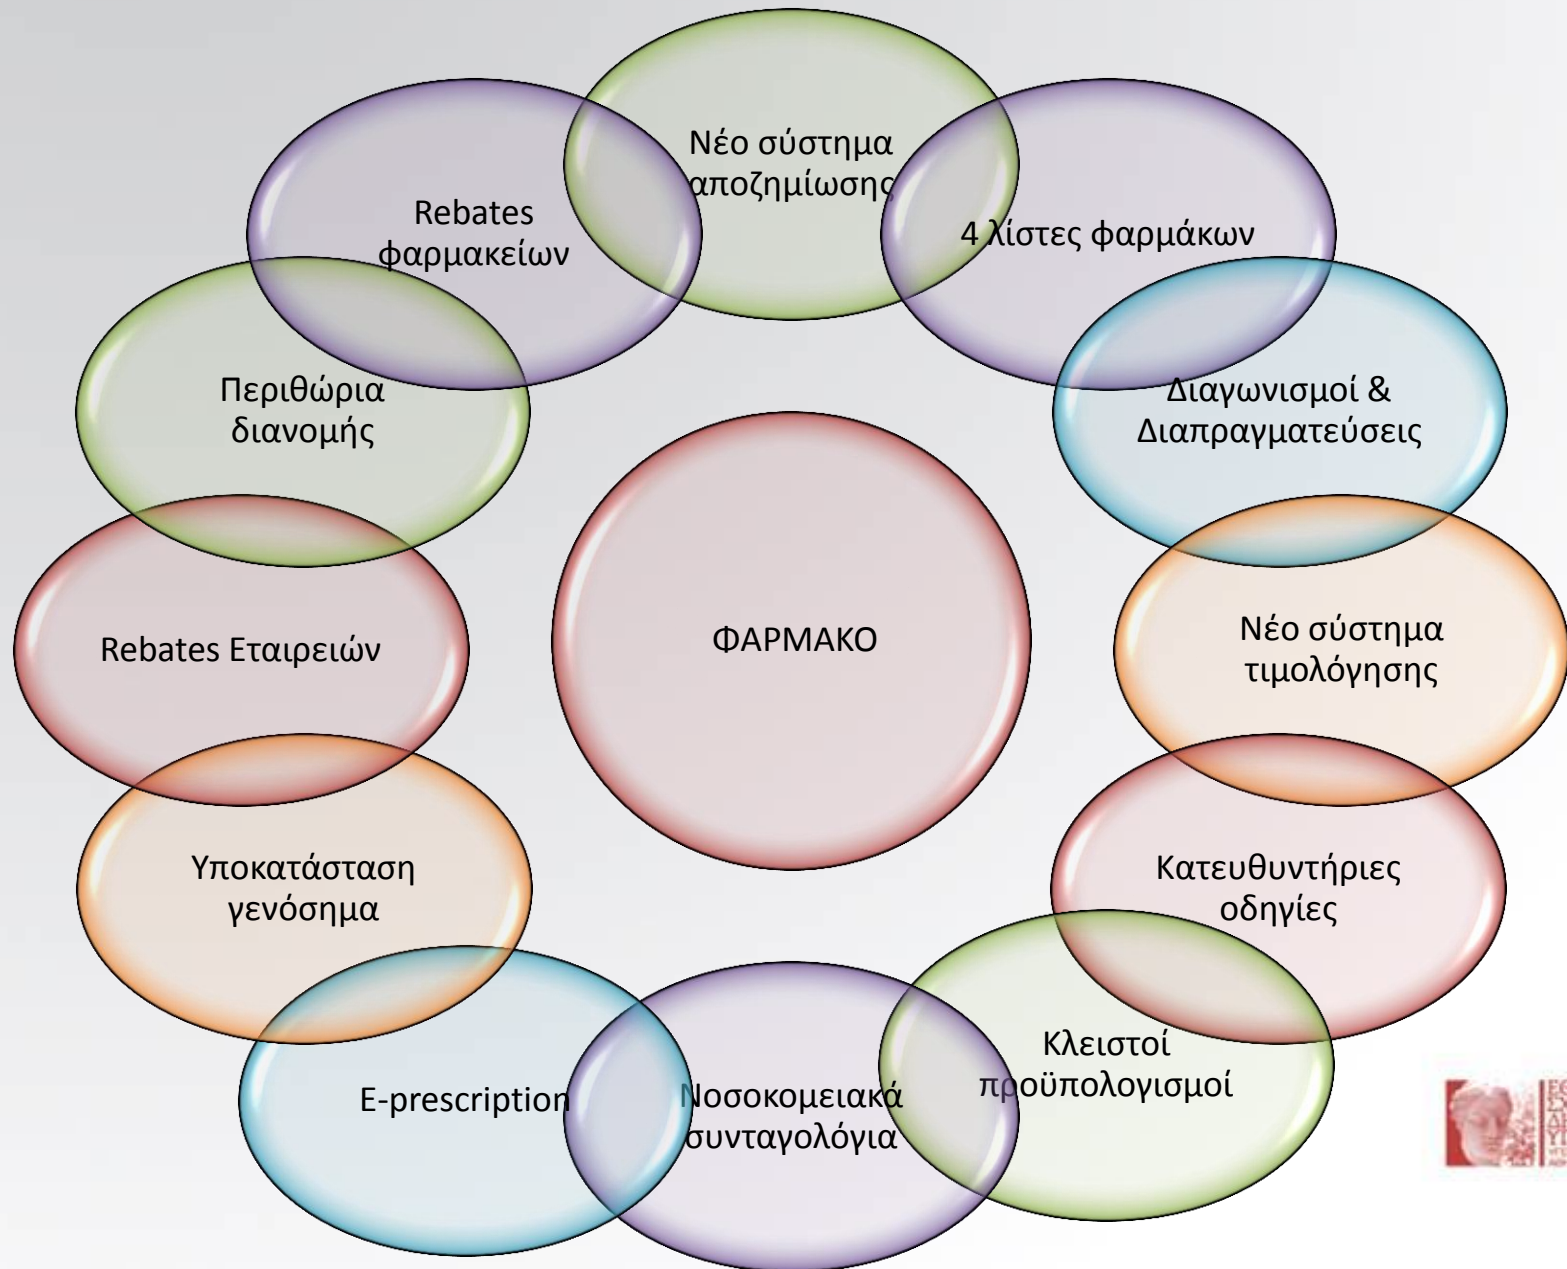 Νέο σύστημα
αποζημίωσης
4 λίστες φαρμάκων
Διαγωνισμοί &
Διαπραγματεύσεις
Νέο σύστημα
τιμολόγησης
Κατευθυντήριες
οδηγίες
Κλειστοί
προϋπολογισμοί
Νοσοκομειακά
συνταγολόγια
E-prescription
Υποκατάσταση
γενόσημα
Rebates Εταιρειών
Περιθώρια
διανομής
Rebates
φαρμακείων
ΦΑΡΜΑΚΟ